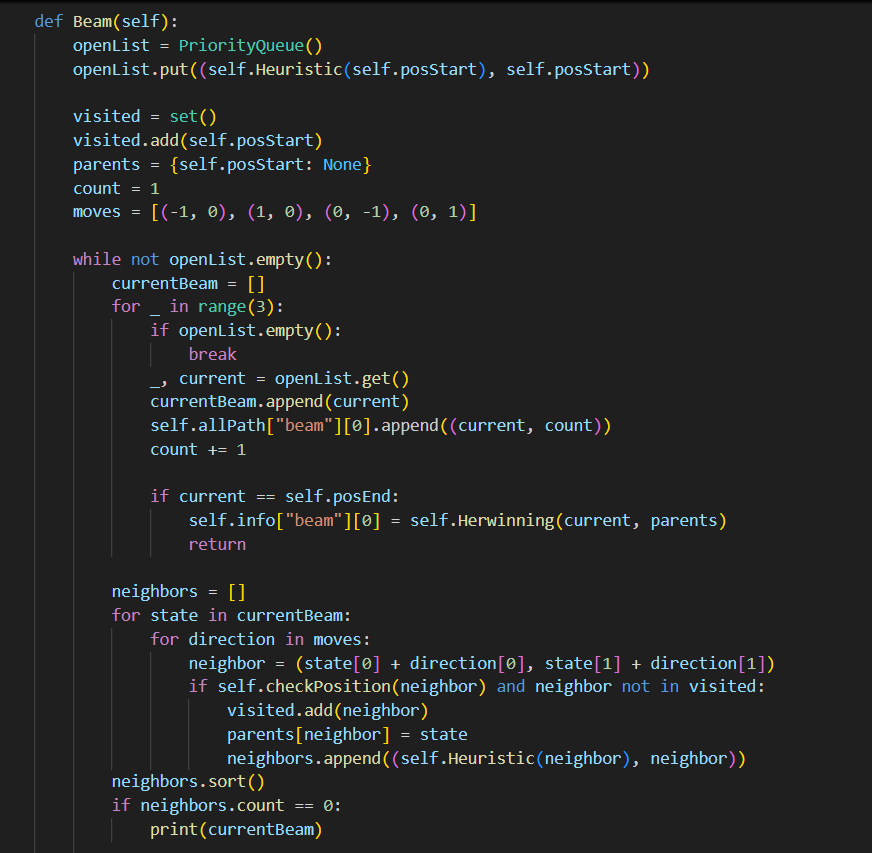 def Beam(self):
    openList = PriorityQueue()
    openList.put((self.Heuristic(self.posStart), self.posStart))

    visited = set()
    visited.add(self.posStart)
    parents = {self.posStart: None}
    count = 1
    moves = [(-1, 0), (1, 0), (0, -1), (0, 1)]

    while not openList.empty():
        currentBeam = []
        for _ in range(3):
            if openList.empty():
                break
            _, current = openList.get()
            currentBeam.append(current)
            self.allPath["beam"][0].append((current, count))
            count += 1

            if current == self.posEnd:
                self.info["beam"][0] = self.Herwinning(current, parents)
                return

        neighbors = []
        for state in currentBeam:
            for direction in moves:
                neighbor = (state[0] + direction[0], state[1] + direction[1])
                if self.checkPosition(neighbor) and neighbor not in visited:
                    visited.add(neighbor)
                    parents[neighbor] = state
                    neighbors.append((self.Heuristic(neighbor), neighbor))
        neighbors.sort()
        if neighbors.count == 0:
            print(currentBeam)